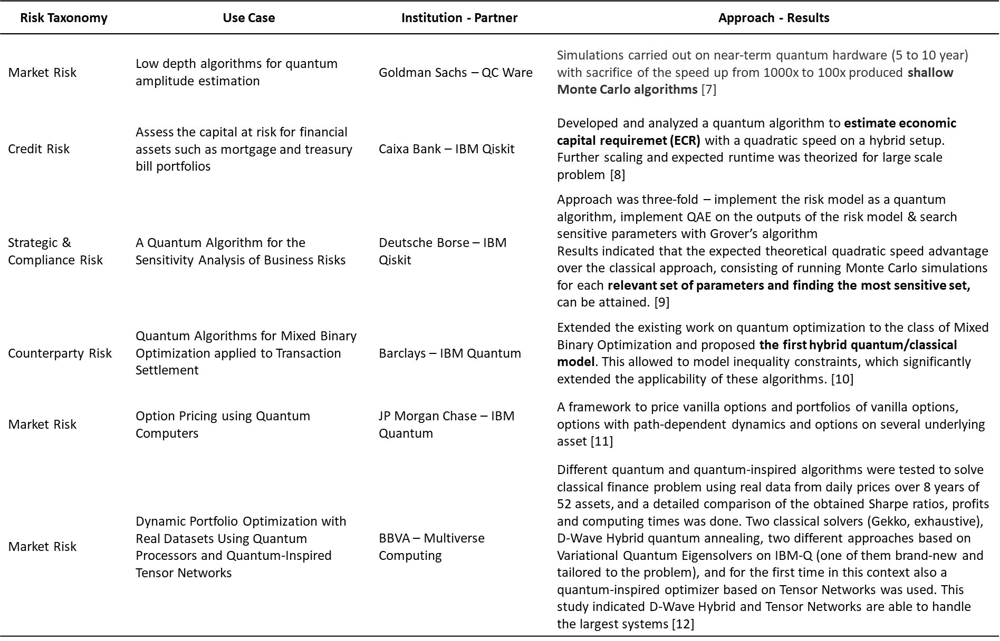 Risk Taxonomy
Use Case
Institution - Partner
Approach - Results
Market Risk
Low depth algorithms for quantum
amplitude estimation
Goldman Sachs – QC Ware
Simulations carried out on near-term quantum hardware (5 to 10 year)
with sacrifice of the speed up from 1000x to 100x produced shallow
Monte Carlo algorithms [7]
Credit Risk
Assess the capital at risk for financial
assets such as mortgage and treasury
bill portfolios
Caixa Bank – IBM Qiskit
Developed and analyzed a quantum algorithm to estimate economic
capital requiremet (ECR) with a quadratic speed on a hybrid setup.
Further scaling and expected runtime was theorized for large scale
problem [8]
Strategic &
Compliance Risk
A Quantum Algorithm for the
Sensitivity Analysis of Business Risks
Deutsche Borse – IBM
Qiskit
Approach was three-fold – implement the risk model as a quantum
algorithm, implement QAE on the outputs of the risk model & search
sensitive parameters with Grover’s algorithm
Results indicated that the expected theoretical quadratic speed advantage
over the classical approach, consisting of running Monte Carlo simulations
for each relevant set of parameters and finding the most sensitive set,
can be attained. [9]
Counterparty Risk
Quantum Algorithms for Mixed Binary
Optimization applied to Transaction
Settlement
Barclays – IBM Quantum
Extended the existing work on quantum optimization to the class of Mixed
Binary Optimization and proposed the first hybrid quantum/classical
model. This allowed to model inequality constraints, which significantly
extended the applicability of these algorithms. [10]
Market Risk
Option Pricing using Quantum
Computers
JP Morgan Chase – IBM
Quantum
A framework to price vanilla options and portfolios of vanilla options,
options with path-dependent dynamics and options on several underlying
asset [11]
Market Risk
Dynamic Portfolio Optimization with
Real Datasets Using Quantum
Processors and Quantum-Inspired
Tensor Networks
BBVA – Multiverse
Computing
Different quantum and quantum-inspired algorithms were tested to solve
classical finance problem using real data from daily prices over 8 years of
52 assets, and a detailed comparison of the obtained Sharpe ratios, profits
and computing times was done. Two classical solvers (Gekko, exhaustive),
D-Wave Hybrid quantum annealing, two different approaches based on
Variational Quantum Eigensolvers on IBM-Q (one of them brand-new and
tailored to the problem), and for the first time in this context also a
quantum-inspired optimizer based on Tensor Networks was used. This
study indicated D-Wave Hybrid and Tensor Networks are able to handle
the largest systems [12]